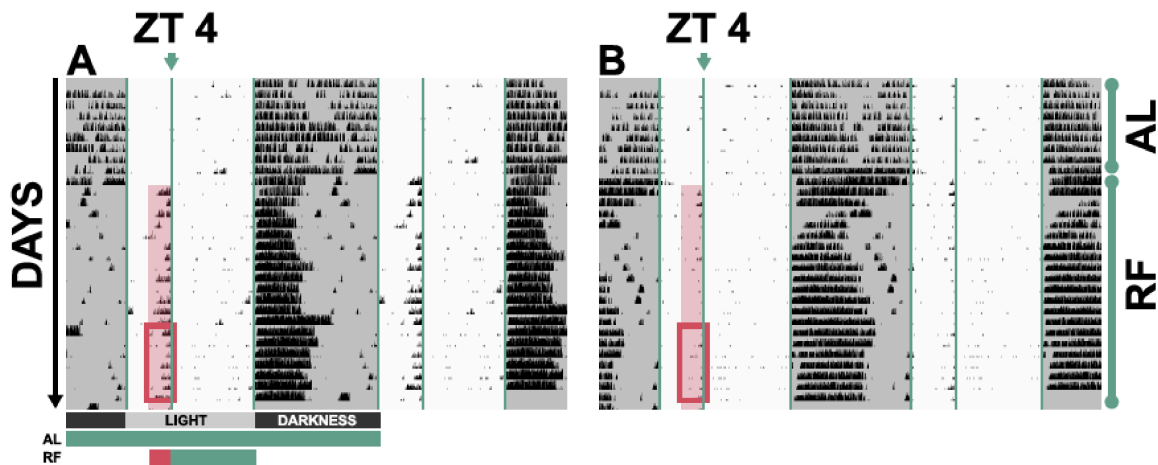 ZT 4
ZT 4
A
B
AL
DAYS
RF
LIGHT
DARKNESS
AL
RF